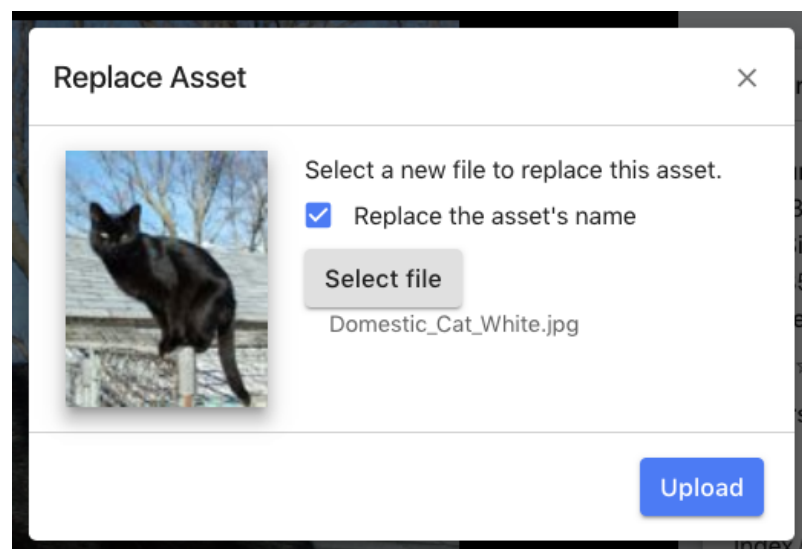 Replace Asset
Select a new file to replace this asset.
Replace the asset's name
Select file
Domestic_Cat_White.jpg
Upload